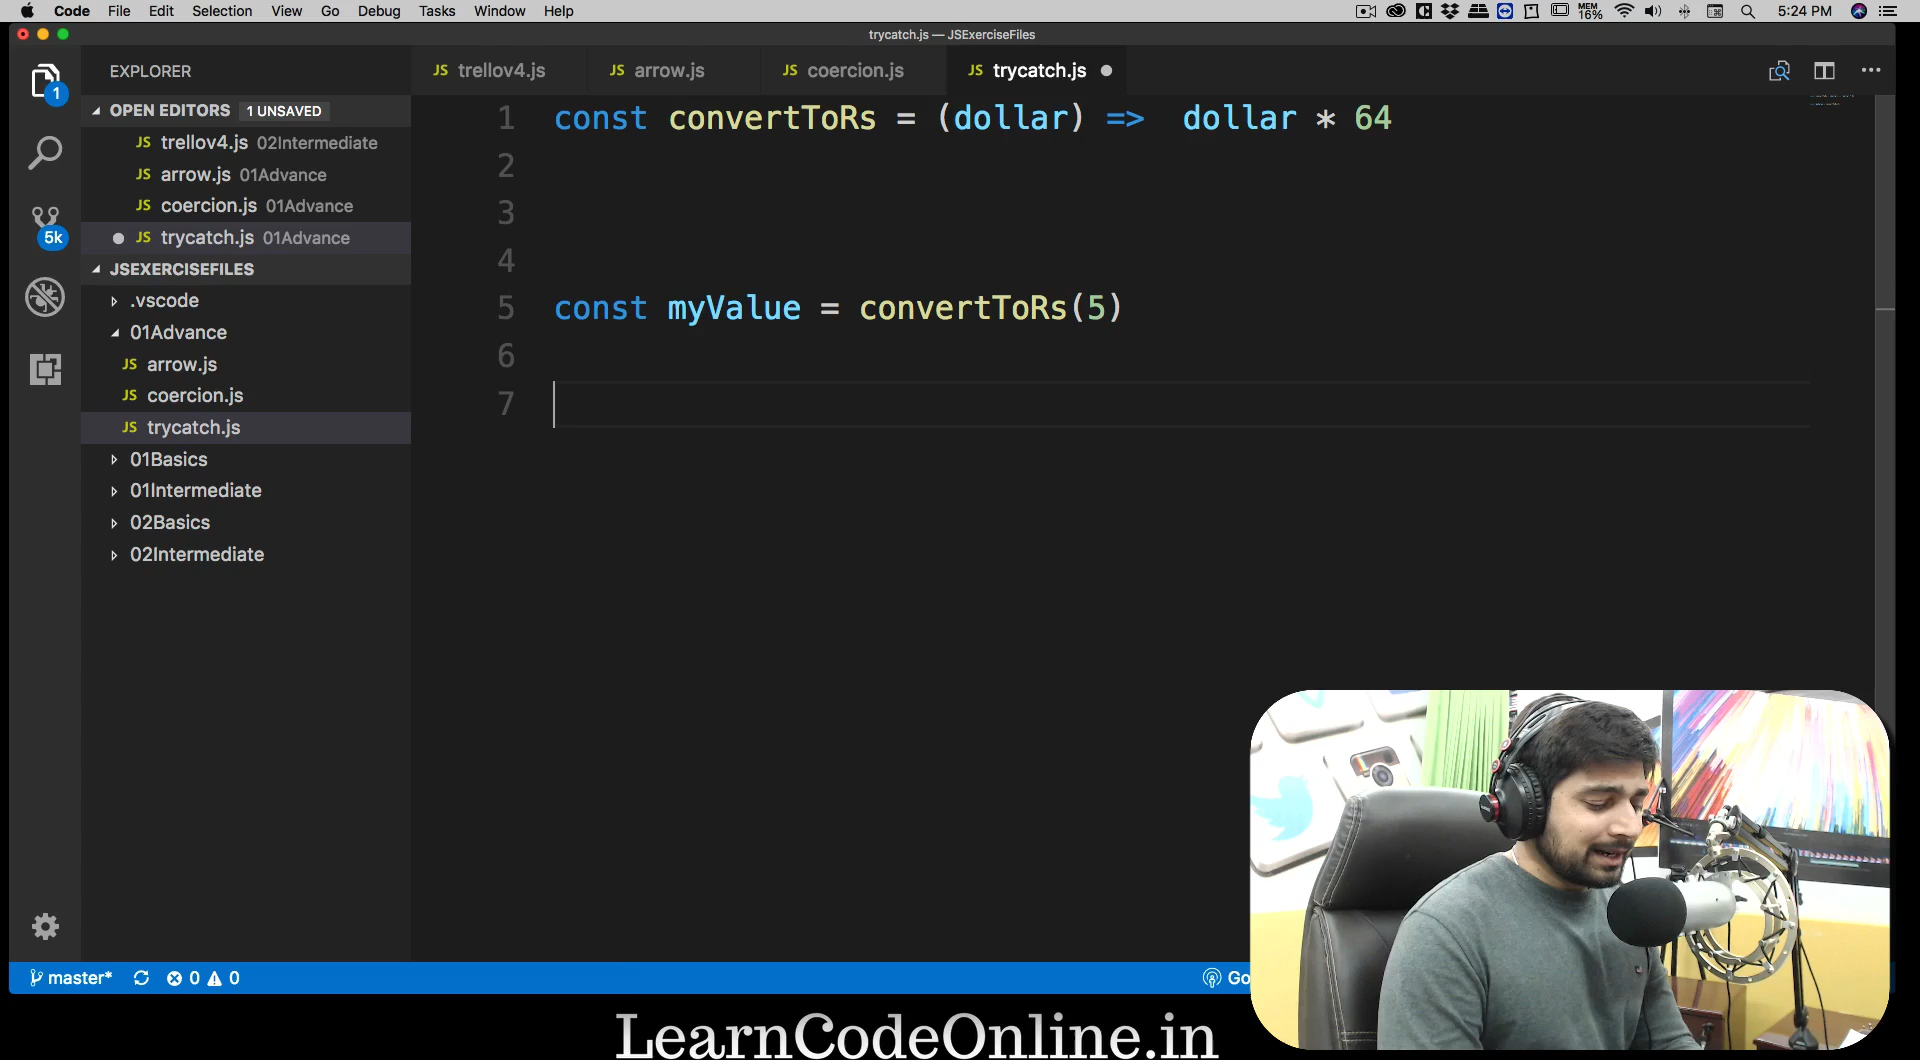 Code File Edit Selection View Go Debug Tasks Window Help MEM 16% 5:24 PM
trycatch.js — JSExerciseFiles
EXPLORER
JS trellov4.js JS arrow.js JS coercion.js JS trycatch.js
1
OPEN EDITORS 1 UNSAVED
JS trellov4.js 02Intermediate
JS arrow.js 01Advance
JS coercion.js 01Advance
5k
JS trycatch.js 01Advance
JSEXERCISEFILES
.vscode
01Advance
JS arrow.js
JS coercion.js
JS trycatch.js
01Basics
01Intermediate
02Basics
02Intermediate
1 const convertToRs = (dollar) => dollar * 64
2
3
4
5 const myValue = convertToRs(5)
6
7
master* 0 0 Go
LearnCodeOnline.in